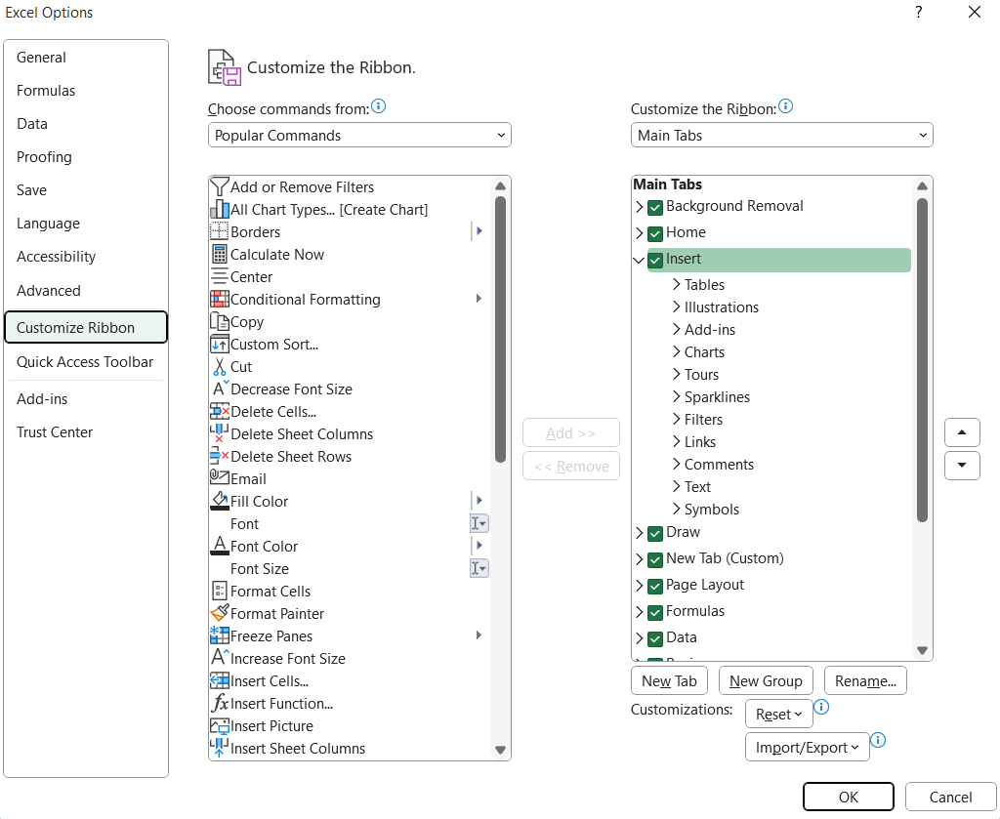 Excel Options
?
General
Formulas
Data
Proofing
Save
Language
Accessibility
Advanced
Customize Ribbon
Quick Access Toolbar
Add-ins
Trust Center
Customize the Ribbon.
Choose commands from:
Popular Commands
Add or Remove Filters
All Chart Types... [Create Chart]
Borders
Calculate Now
Center
Conditional Formatting
Copy
Custom Sort...
Cut
Decrease Font Size
Delete Cells...
Delete Sheet Columns
Delete Sheet Rows
Email
Fill Color
Font
Font Color
Font Size
Format Cells
Format Painter
Freeze Panes
Increase Font Size
Insert Cells...
Insert Function...
Insert Picture
Insert Sheet Columns
Add >>
<< Remove
Customize the Ribbon:
Main Tabs
Main Tabs
Background Removal
Home
Insert
Tables
Illustrations
Add-ins
Charts
Tours
Sparklines
Filters
Links
Comments
Text
Symbols
Draw
New Tab (Custom)
Page Layout
Formulas
Data
New Tab
New Group
Rename...
Customizations:
Reset
Import/Export
OK
Cancel